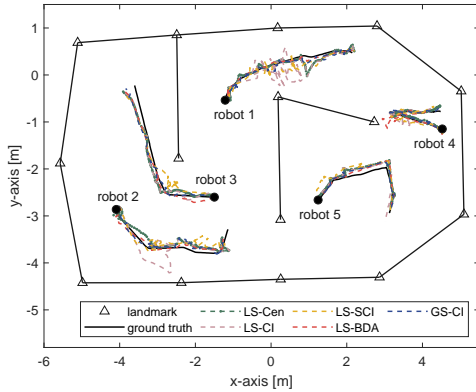 1
0
-1
-2
-3
-4
-5
y-axis [m]
robot 1
robot 4
robot 3
robot 2
robot 5
landmark
LS-Cen
LS-SCI
GS-CI
ground truth
LS-CI
LS-BDA
-6
-4
-2
0
2
4
6
x-axis [m]